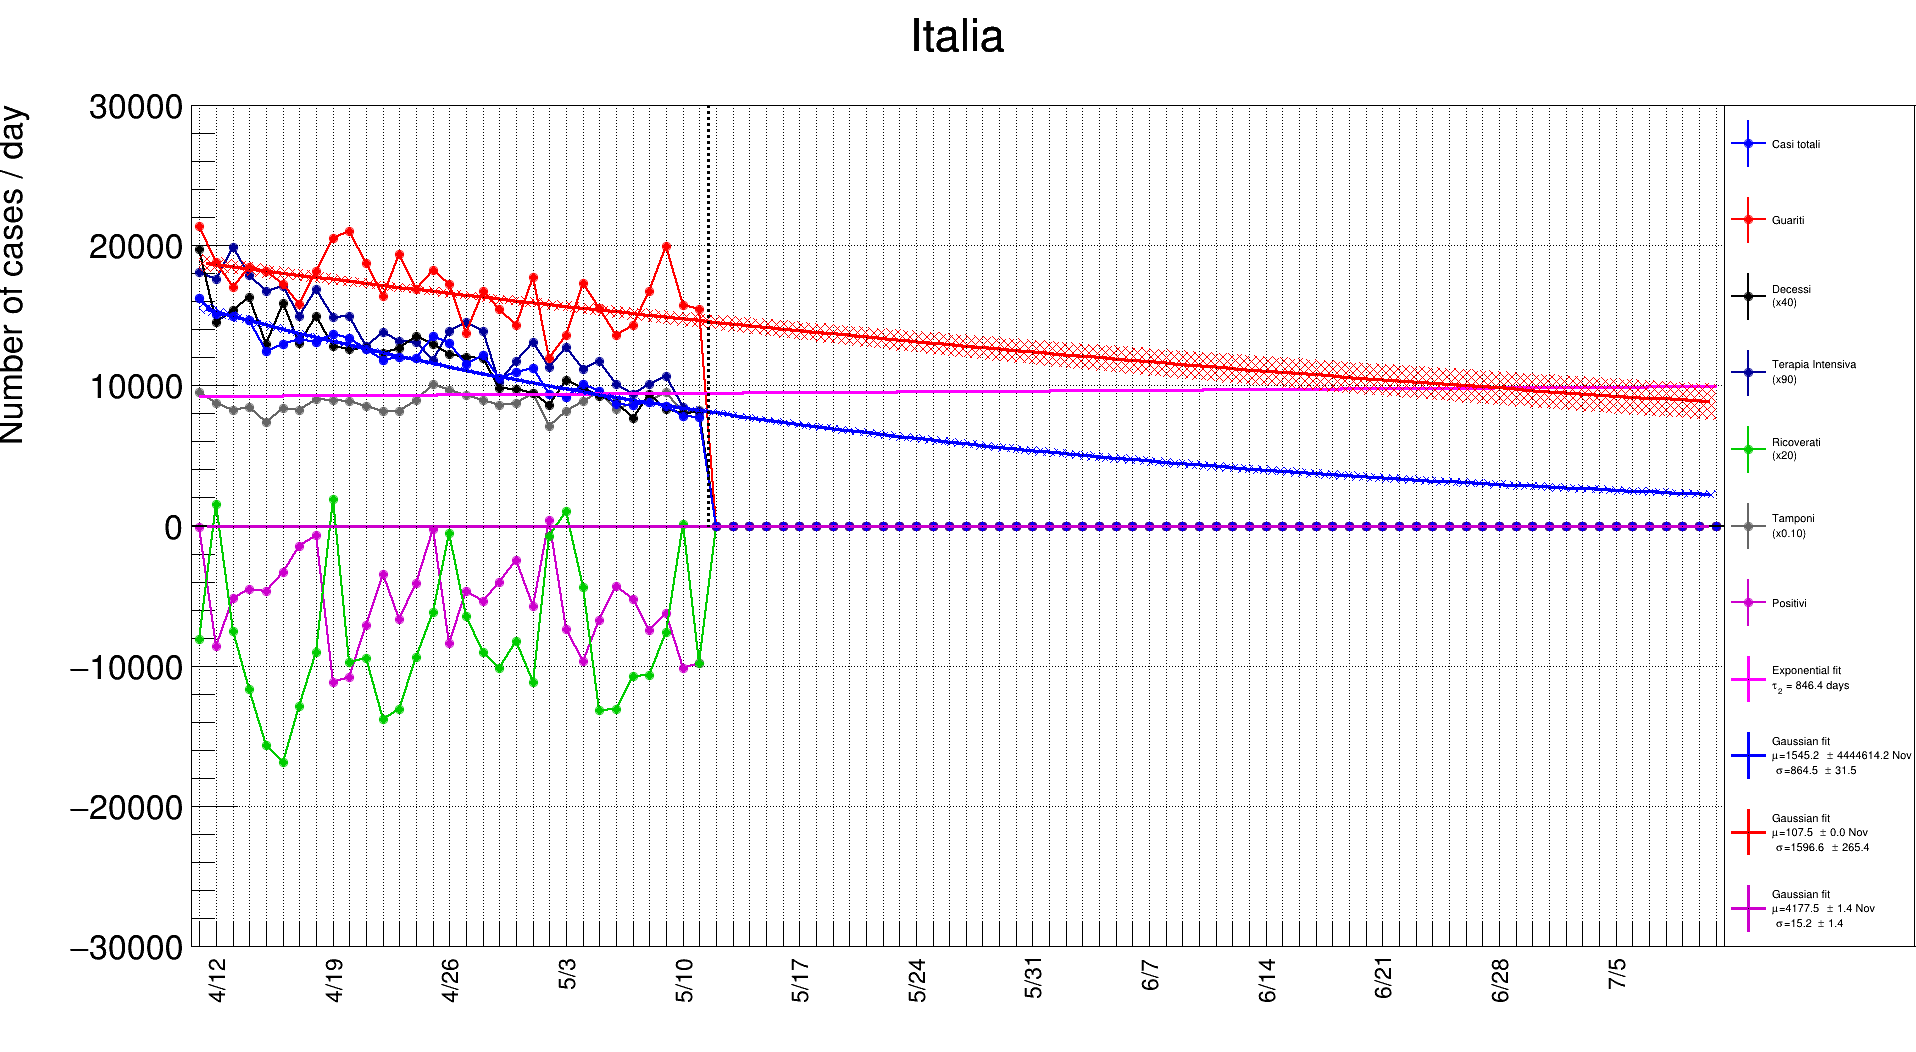 Italia
Number of cases / day
30000
20000
10000
0
−10000
−20000
−30000
4/12
4/19
4/26
5/3
5/10
5/17
5/24
5/31
6/7
6/14
6/21
6/28
7/5
Casi totali
Guariti
Decessi
(x40)
Terapia Intensiva
(x90)
Ricoverati
(x20)
Tamponi
(x0.10)
Positivi
Exponential fit
τ2 = 846.4 days
Gaussian fit
μ=1545.2 ± 4444614.2 Nov
σ=864.5 ± 31.5
Gaussian fit
μ=107.5 ± 0.0 Nov
σ=1596.6 ± 265.4
Gaussian fit
μ=4177.5 ± 1.4 Nov
σ=15.2 ± 1.4